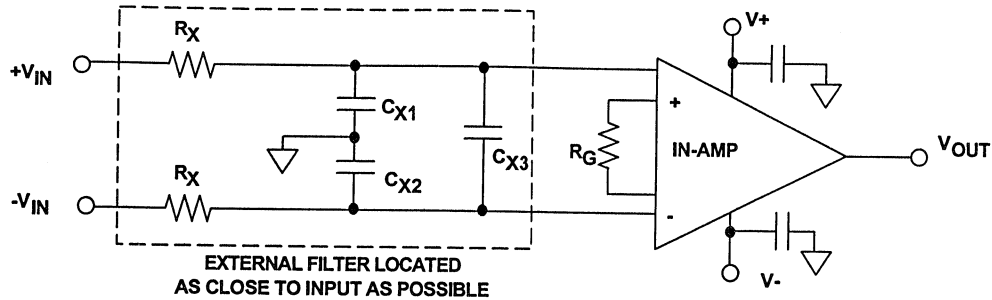 RX
+VIN
CX1
CX3
CX2
RX
-VIN
EXTERNAL FILTER LOCATED
AS CLOSE TO INPUT AS POSSIBLE
V+
+
RG
IN-AMP
-
VOUT
V-